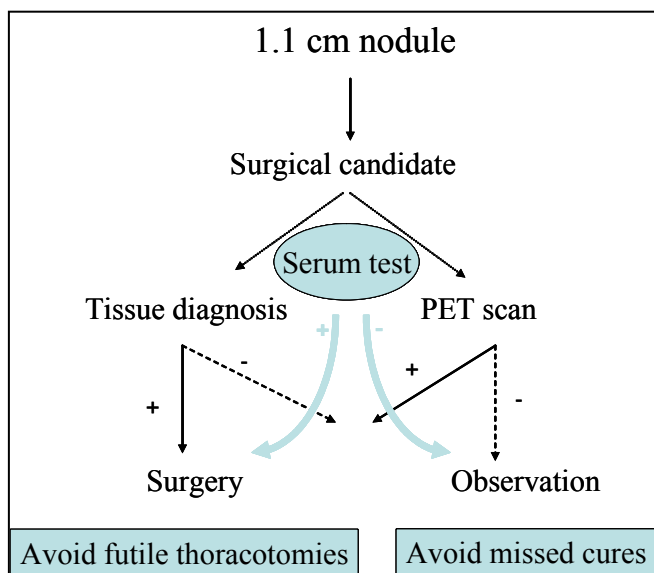 1.1 cm nodule
Surgical candidate
Serum test
Tissue diagnosis
PET scan
+
-
-
+
+
-
Surgery
Observation
Avoid futile thoracotomies
Avoid missed cures